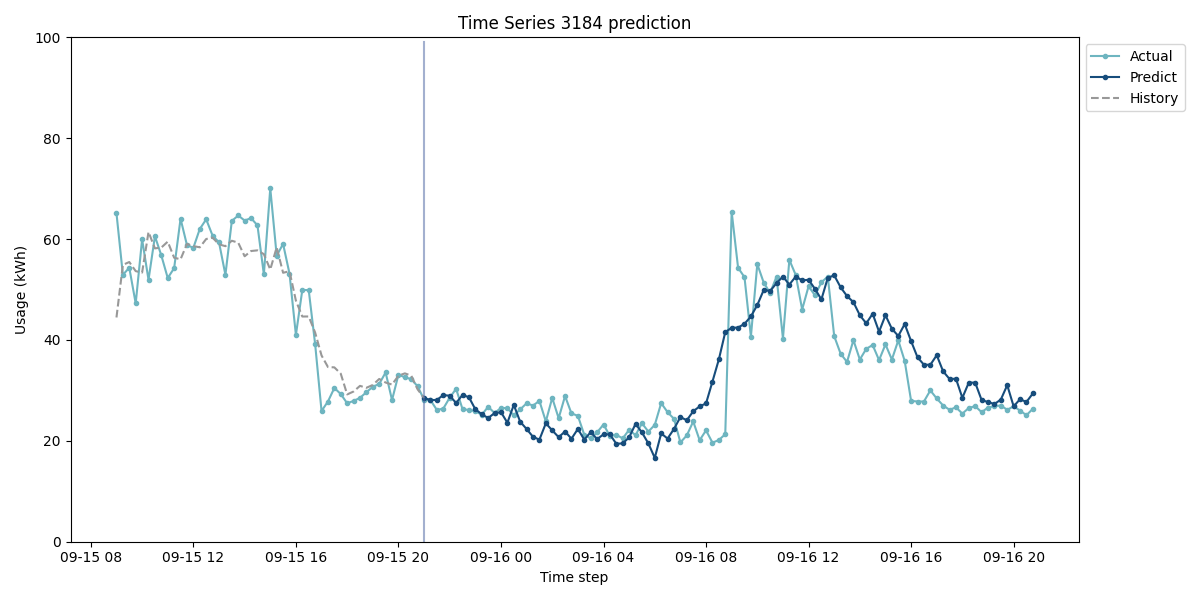 Time Series 3184 prediction
100
80
60
40
20
0
Usage (kWh)
09-15 08
09-15 12
09-15 16
09-15 20
09-16 00
09-16 04
09-16 08
09-16 12
09-16 16
09-16 20
Time step
Actual
Predict
History